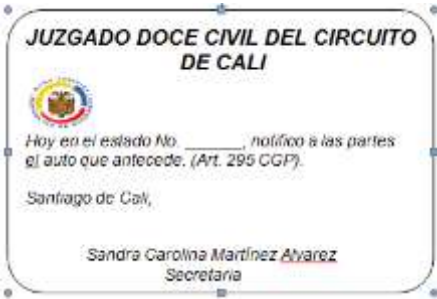 JUZGADO DOCE CIVIL DEL CIRCUITO
DE CALI
Hoy en el estado No. ______, notifico a las partes
el auto que antecede. (Art. 295 CGP).
Santiago de Cali,
Sandra Carolina Martínez Alvarez
Secretaria